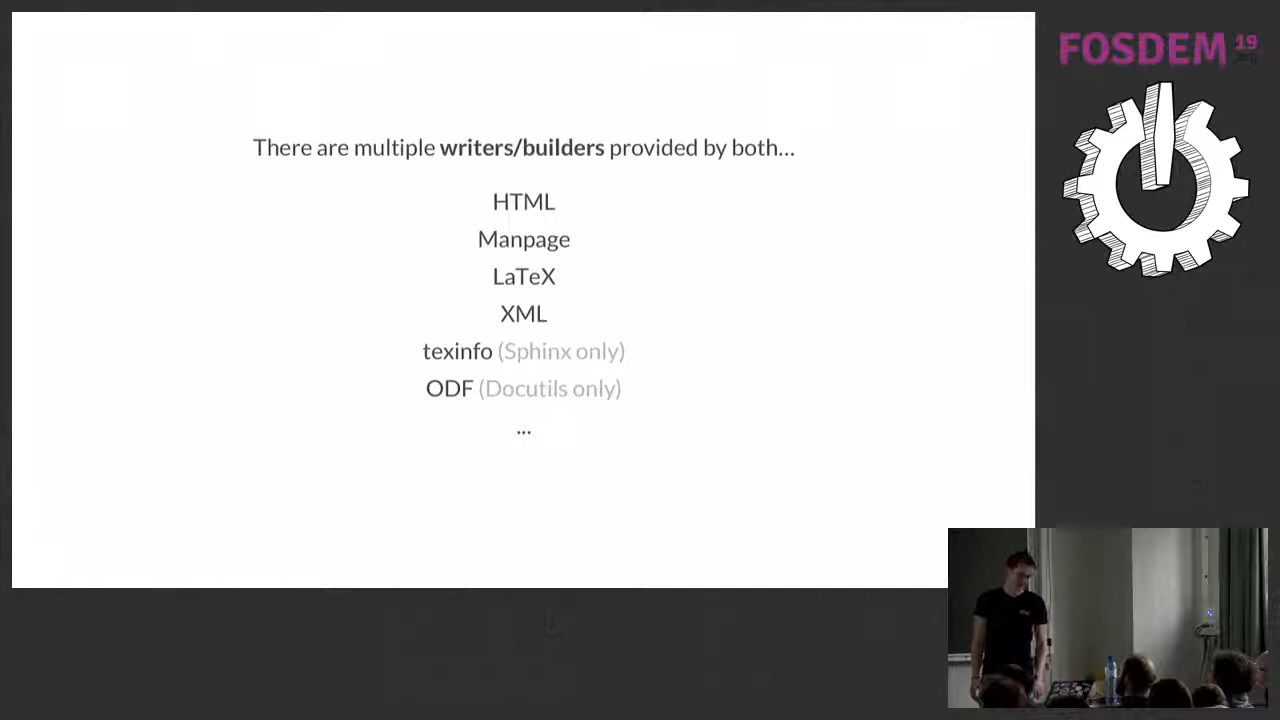 There are multiple writers/builders provided by both...
HTML
Manpage
LaTeX
XML
texinfo (Sphinx only)
ODF (Docutils only)
...
FOSDEM 19
.org